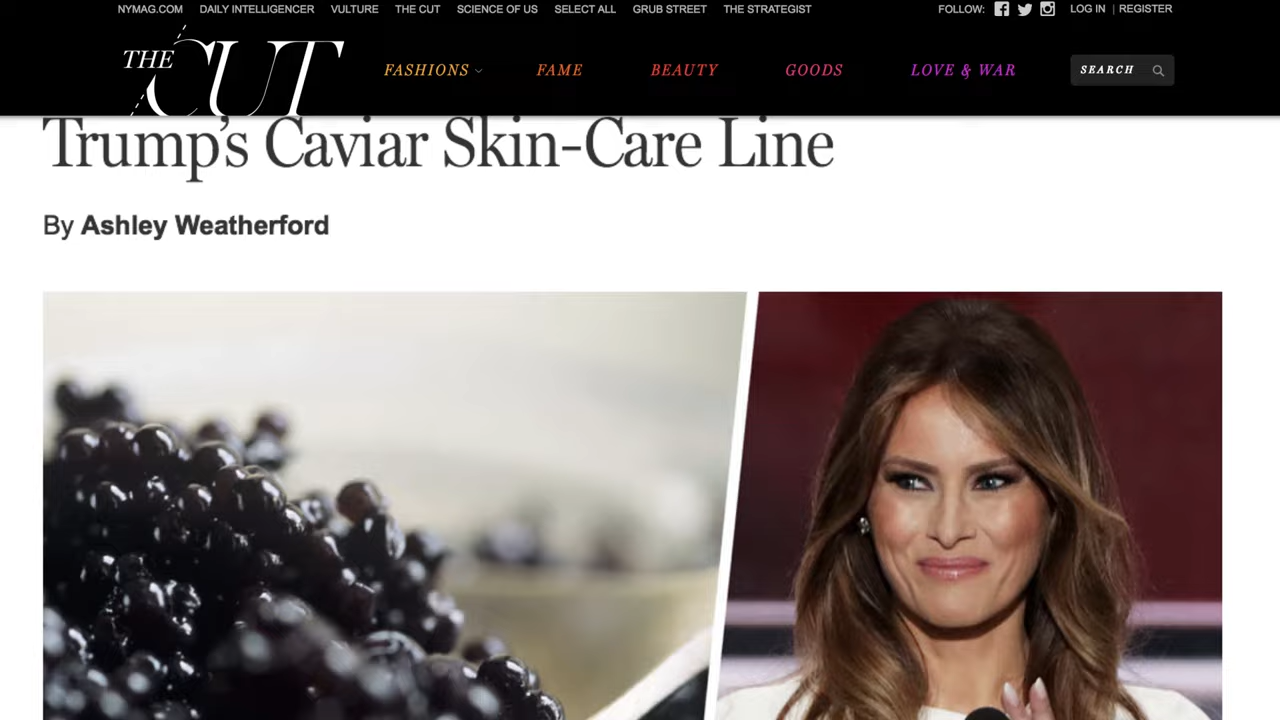 NYMAG.COM DAILY INTELLIGENCER VULTURE THE CUT SCIENCE OF US SELECT ALL GRUB STREET THE STRATEGIST FOLLOW: LOG IN | REGISTER
THE CUT FASHIONS FAME BEAUTY GOODS LOVE & WAR SEARCH
Trump's Caviar Skin-Care Line
By Ashley Weatherford